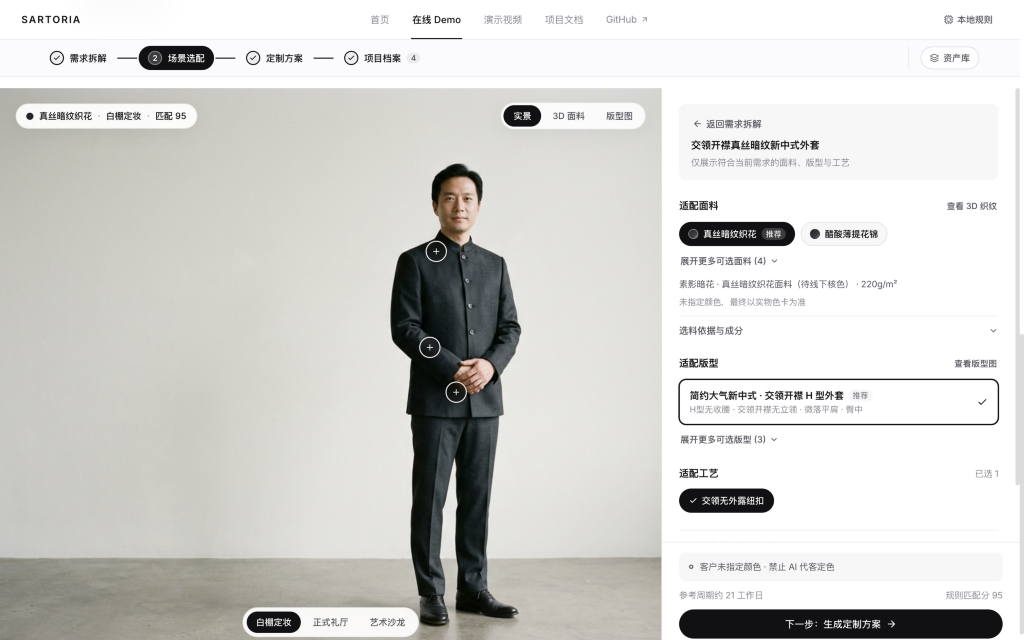 SARTORIA
首页
在线 Demo
演示视频
项目文档
GitHub ↗
本地规则
需求拆解
2 场景选配
定制方案
项目档案 4
资产库
真丝暗纹织花 · 白棚定妆 · 匹配 95
实景
3D 面料
版型图
白棚定妆
正式礼厅
艺术沙龙
← 返回需求拆解
交领开襟真丝暗纹新中式外套
仅展示符合当前需求的面料、版型与工艺
适配面料
查看 3D 织纹
真丝暗纹织花 推荐
醋酸薄提花锦
展开更多可选面料 (4)
素影暗花 · 真丝暗纹织花面料（待线下核色） · 220g/m²
未指定颜色，最终以实物色卡为准
选料依据与成分
适配版型
查看版型图
简约大气新中式 · 交领开襟 H 型外套 推荐
H型无收腰 · 交领开襟无立领 · 微落平肩 · 臀中
展开更多可选版型 (3)
适配工艺
已选 1
交领无外露纽扣
客户未指定颜色 · 禁止 AI 代客定色
参考周期约 21 工作日
规则匹配分 95
下一步：生成定制方案 →